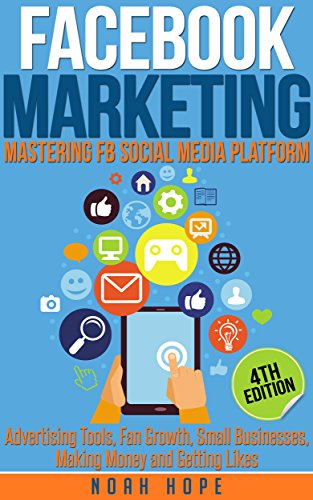 FACEBOOK
MARKETING
MASTERING FB SOCIAL MEDIA PLATFORM
4TH
EDITION
Advertising Tools, Fan Growth, Small Businesses,
Making Money and Getting Likes
NOAH HOPE